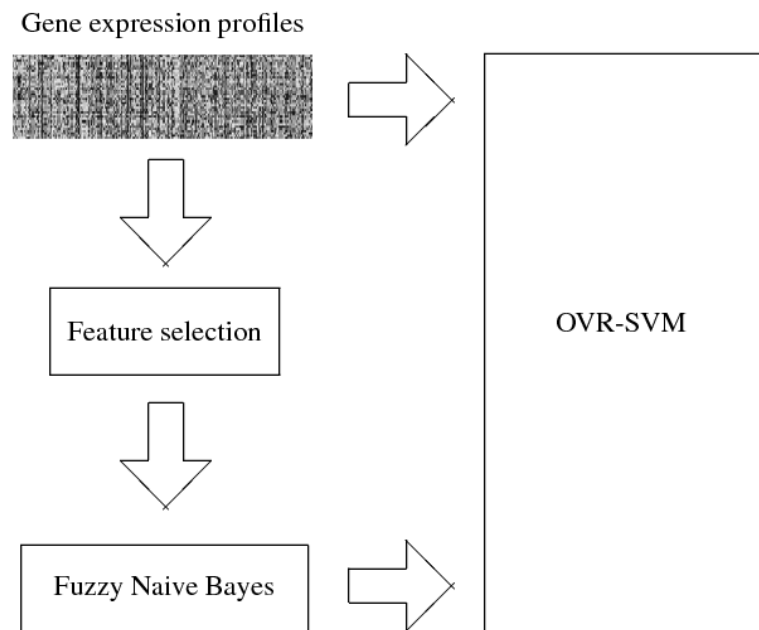 Gene expression profiles
Feature selection
OVR-SVM
Fuzzy Naive Bayes